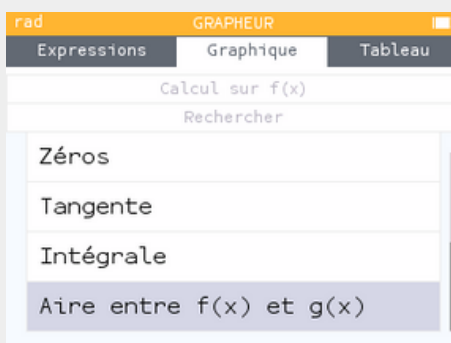 rad GRAPHEUR
Expressions Graphique Tableau
Calcul sur f(x)
Rechercher
Zéros
Tangente
Intégrale
Aire entre f(x) et g(x)